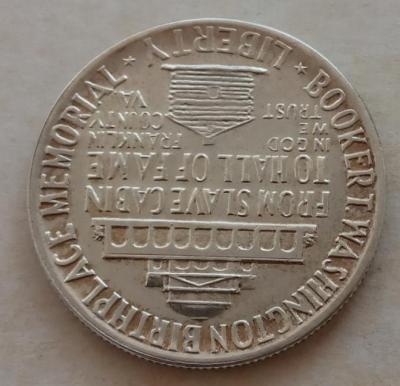 BOOKER T WASHINGTON BIRTHPLACE MEMORIAL
FROM SLAVE CABIN
TO HALL OF FAME
IN GOD
WE
TRUST
FRANKLIN
COUNTY
VA
LIBERTY